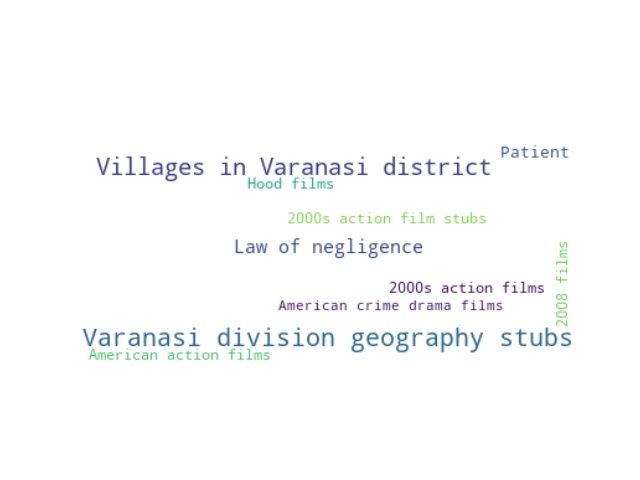 Patient
Villages in Varanasi district
Hood films
2000s action film stubs
Law of negligence
2008 films
2000s action films
American crime drama films
Varanasi division geography stubs
American action films